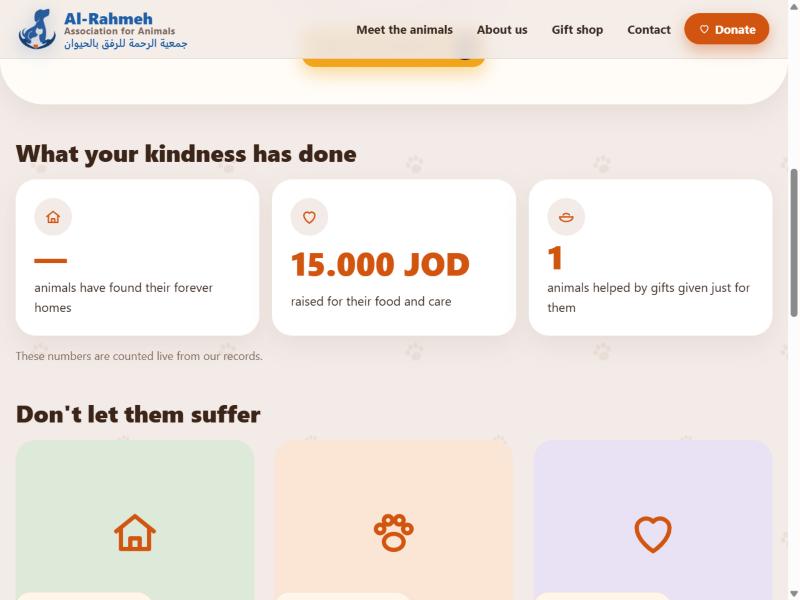 Al-Rahmeh
Association for Animals
جمعية الرحمة للرفق بالحيوان
Meet the animals
About us
Gift shop
Contact
Donate
What your kindness has done
—
animals have found their forever
homes
15.000 JOD
raised for their food and care
1
animals helped by gifts given just for
them
These numbers are counted live from our records.
Don't let them suffer